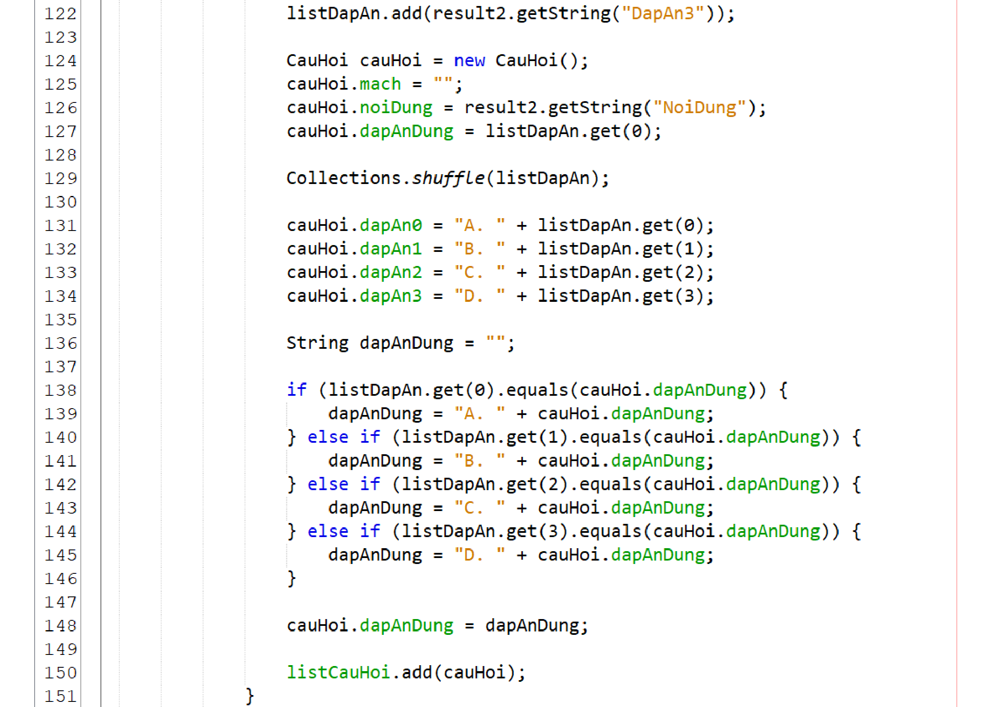 122 listDapAn.add(result2.getString("DapAn3"));
123
124 CauHoi cauHoi = new CauHoi();
125 cauHoi.mach = "";
126 cauHoi.noiDung = result2.getString("NoiDung");
127 cauHoi.dapAnDung = listDapAn.get(0);
128
129 Collections.shuffle(listDapAn);
130
131 cauHoi.dapAn0 = "A. " + listDapAn.get(0);
132 cauHoi.dapAn1 = "B. " + listDapAn.get(1);
133 cauHoi.dapAn2 = "C. " + listDapAn.get(2);
134 cauHoi.dapAn3 = "D. " + listDapAn.get(3);
135
136 String dapAnDung = "";
137
138 if (listDapAn.get(0).equals(cauHoi.dapAnDung)) {
139 dapAnDung = "A. " + cauHoi.dapAnDung;
140 } else if (listDapAn.get(1).equals(cauHoi.dapAnDung)) {
141 dapAnDung = "B. " + cauHoi.dapAnDung;
142 } else if (listDapAn.get(2).equals(cauHoi.dapAnDung)) {
143 dapAnDung = "C. " + cauHoi.dapAnDung;
144 } else if (listDapAn.get(3).equals(cauHoi.dapAnDung)) {
145 dapAnDung = "D. " + cauHoi.dapAnDung;
146 }
147
148 cauHoi.dapAnDung = dapAnDung;
149
150 listCauHoi.add(cauHoi);
151 }